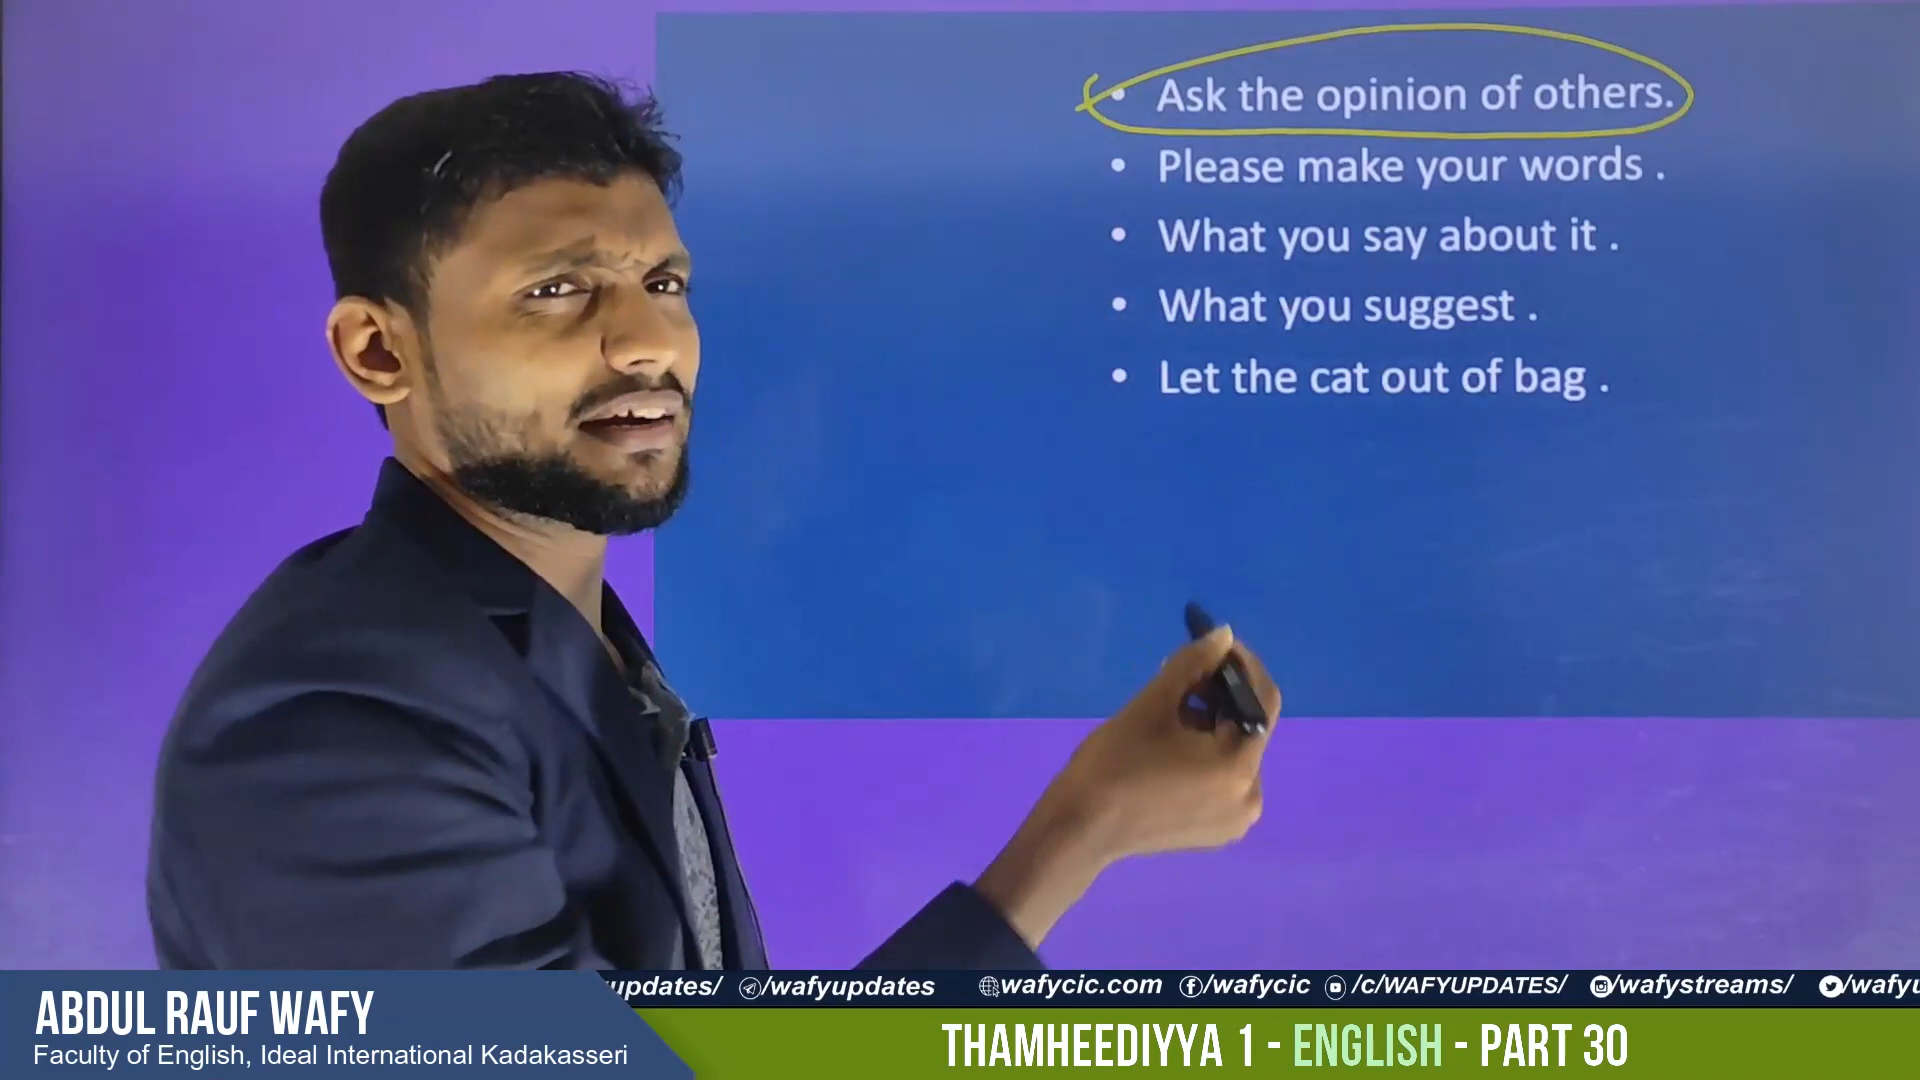 • Ask the opinion of others.
• Please make your words .
• What you say about it .
• What you suggest .
• Let the cat out of bag .
updates/ /wafyupdates wafycic.com /wafycic /c/WAFYUPDATES/ /wafystreams/ /wafyu
ABDUL RAUF WAFY
Faculty of English, Ideal International Kadakasseri
THAMHEEDIYYA 1 - ENGLISH - PART 30